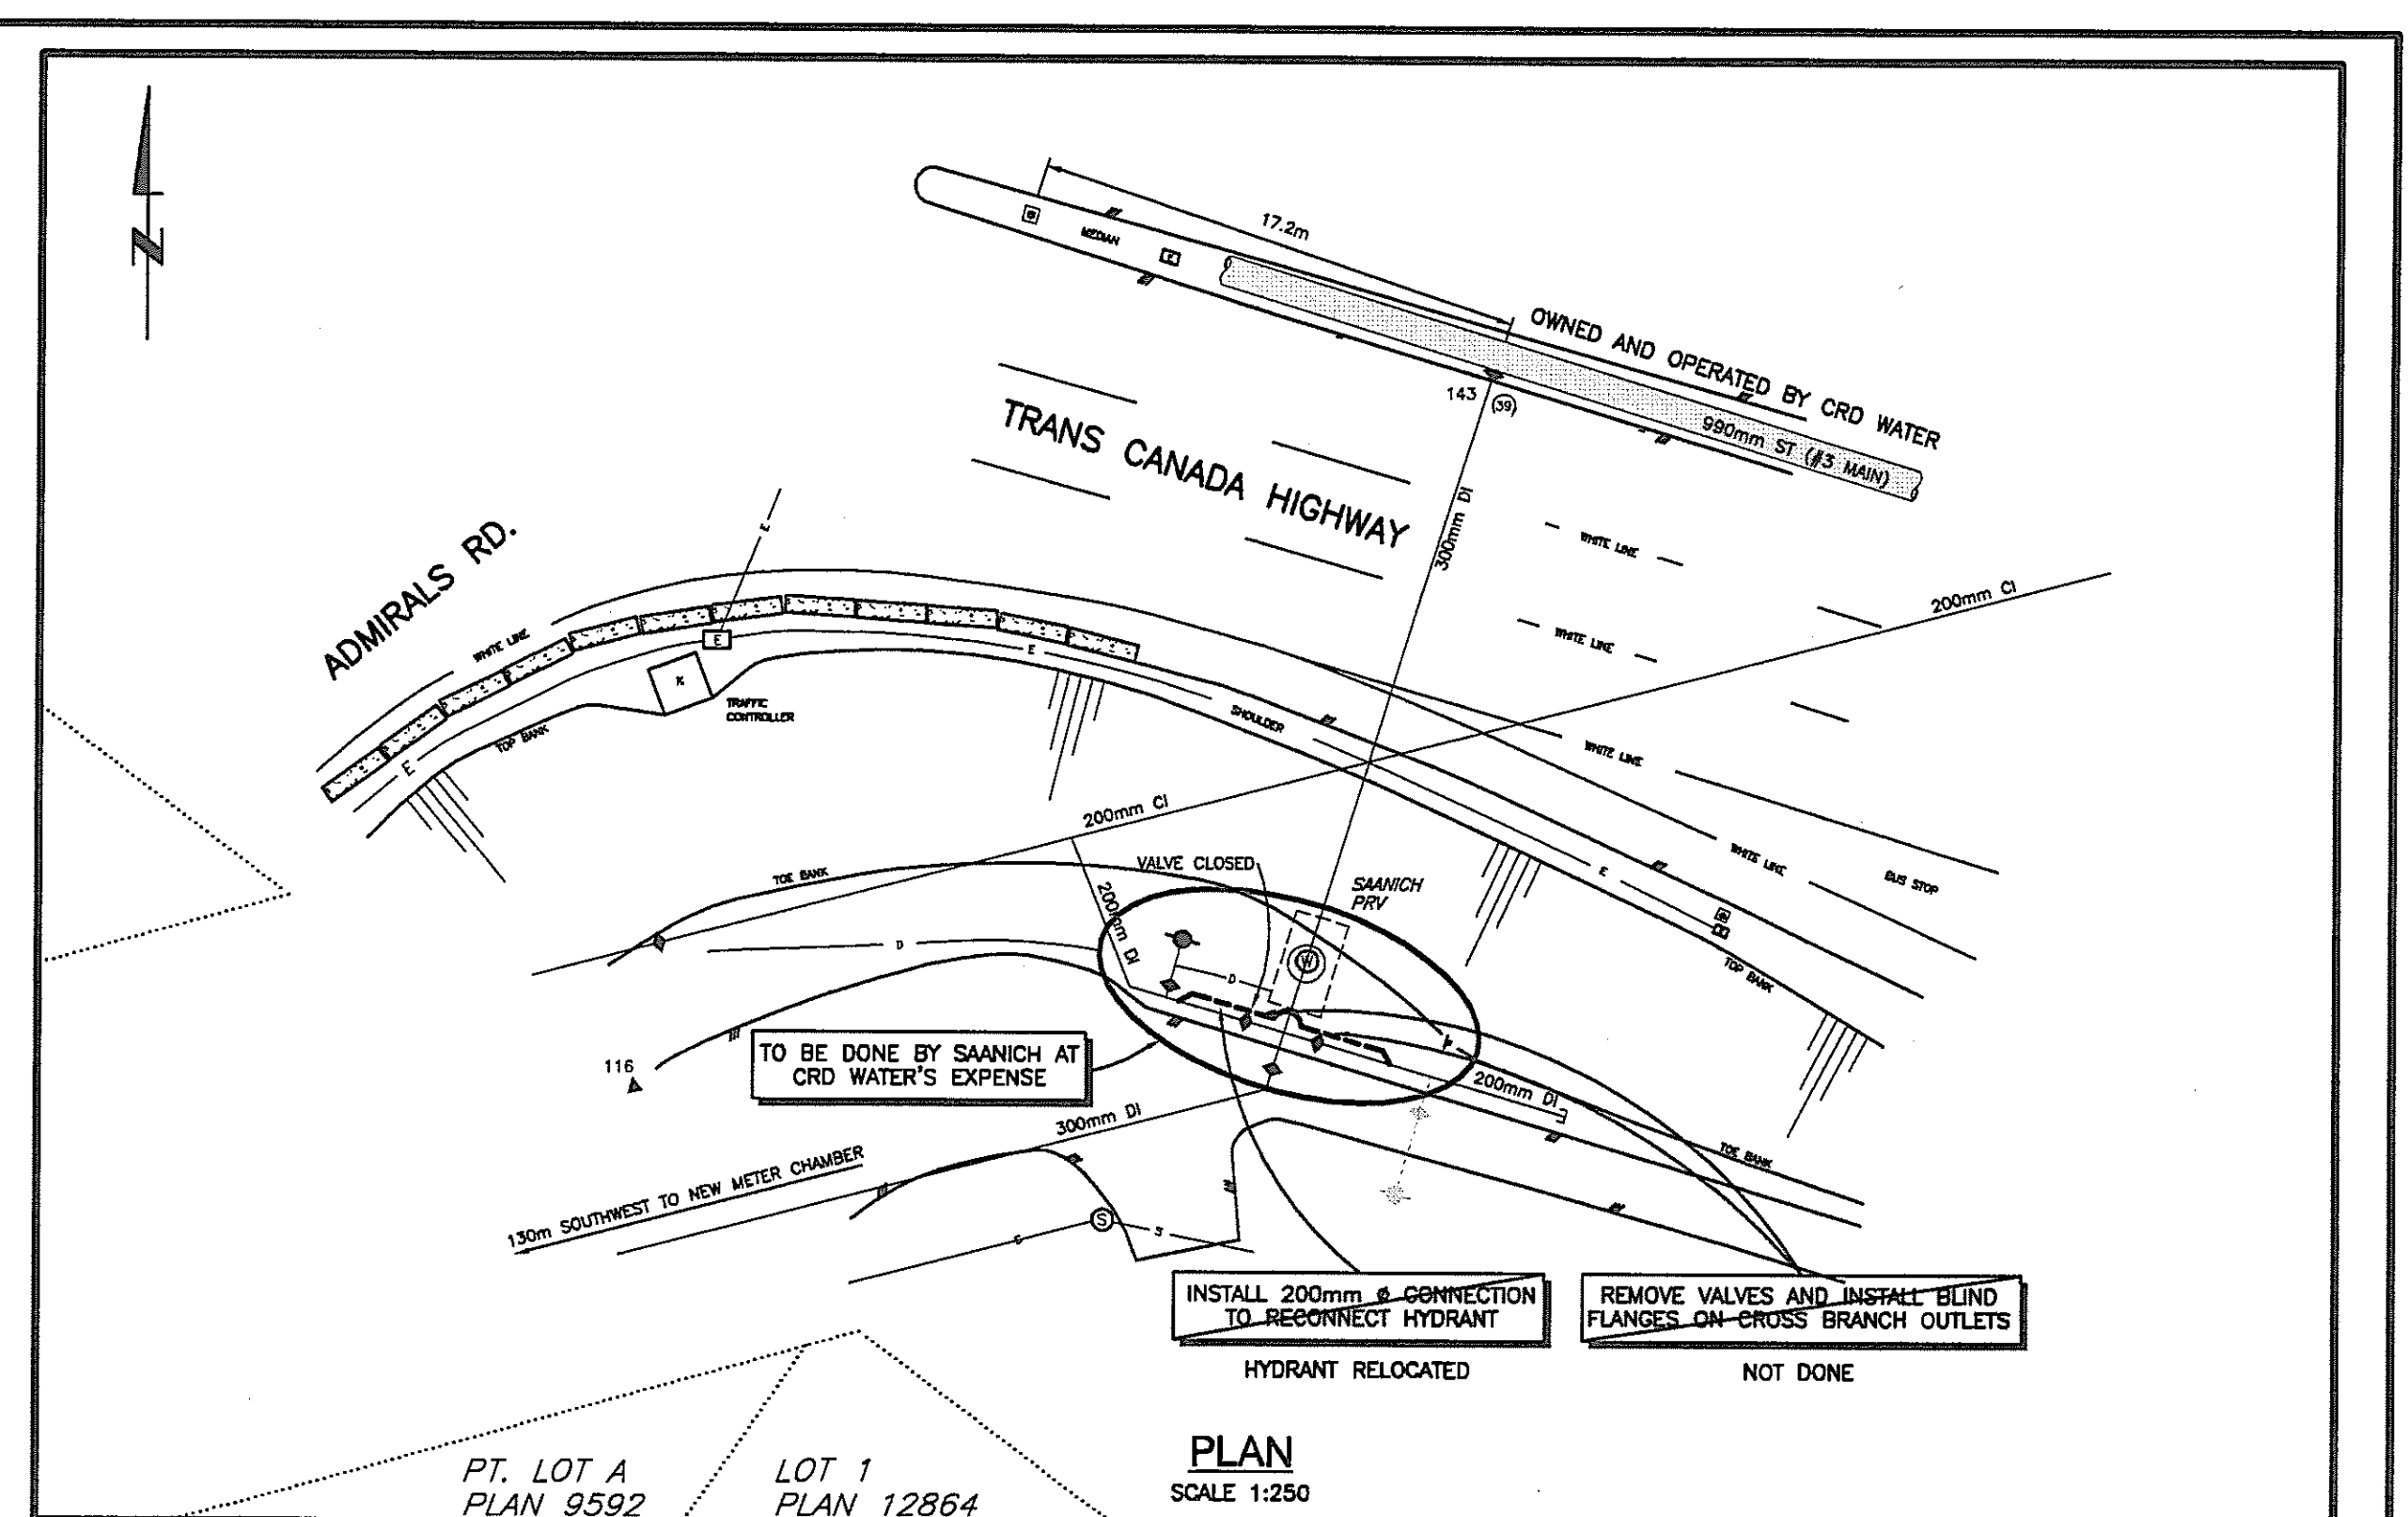 N
17.2m
MEDIAN
E
OWNED AND OPERATED BY CRD WATER
990mm ST (#3 MAIN)
143
39
TRANS CANADA HIGHWAY
300mm DI
WHITE LINE
200mm CI
WHITE LINE
ADMIRALS RD.
E
WHITE LINE
E
E
TRAFFIC
CONTROLLER
SHOULDER
WHITE LINE
TOP BANK
E
200mm CI
WHITE LINE
BUS STOP
E
VALVE CLOSED
TOE BANK
SAANICH
PRV
200mm DI
D
W
D
TOP BANK
TO BE DONE BY SAANICH AT
CRD WATER'S EXPENSE
116
200mm DI
300mm DI
TOE BANK
130m SOUTHWEST TO NEW METER CHAMBER
S
S
S
INSTALL 200mm ø CONNECTION
TO RECONNECT HYDRANT
REMOVE VALVES AND INSTALL BLIND
FLANGES ON CROSS BRANCH OUTLETS
HYDRANT RELOCATED
NOT DONE
PLAN
SCALE 1:250
PT. LOT A
PLAN 9592
LOT 1
PLAN 12864